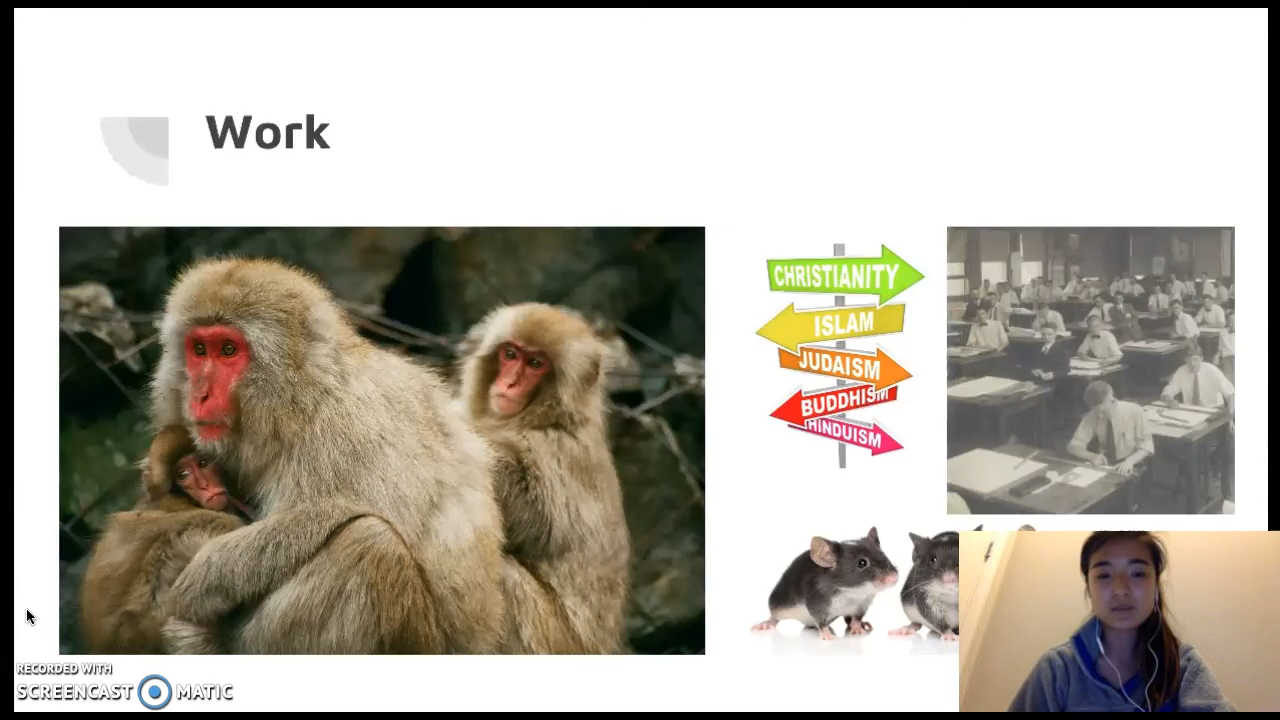 Work
CHRISTIANITY
ISLAM
JUDAISM
BUDDHISM
HINDUISM
RECORDED WITH
SCREENCAST MATIC